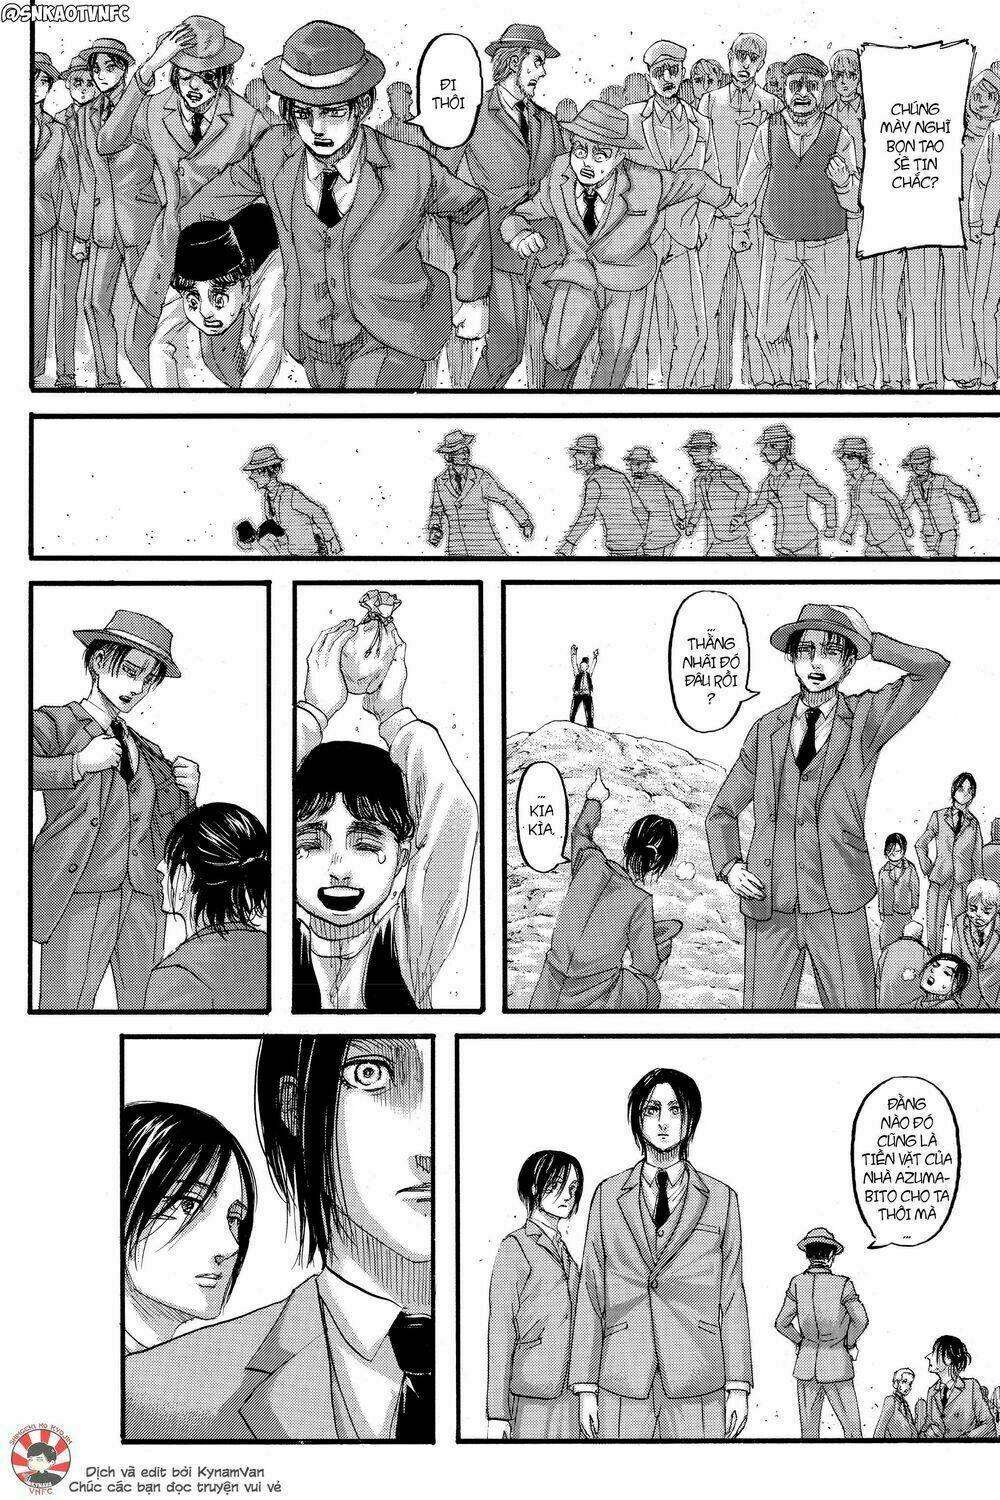 @SNKAOTVNFC
CHÚNG
MÀY NGHĨ
BỌN TAO
SẼ TIN
CHẮC?
ĐI
THÔI
...
THẰNG
NHÃI ĐÓ
ĐÂU RỒI
?
...
KÌA
KÌA.
ĐẰNG
NÀO ĐÓ
CŨNG LÀ
TIỀN VẶT CỦA
NHÀ AZUMA-
BITO CHO TA
THÔI MÀ
...
VNFC
Dịch và edit bởi KynamVan
Chúc các bạn đọc truyện vui vẻ